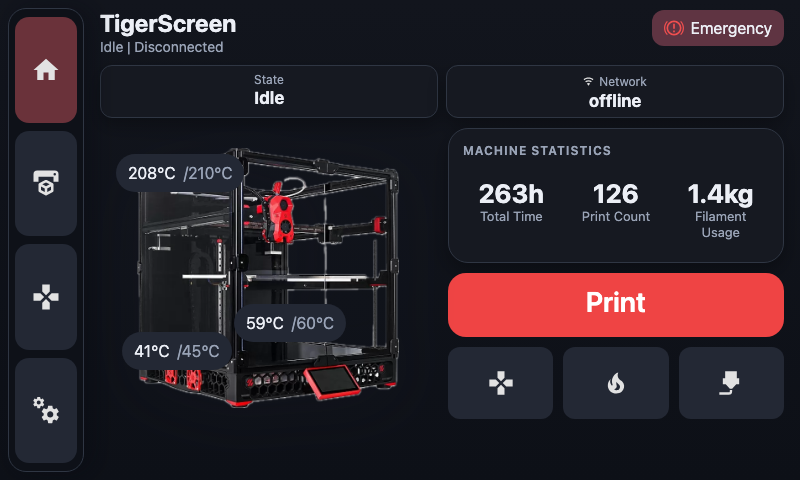 TigerScreen
Idle | Disconnected
Emergency
State
Idle
Network
offline
208°C /210°C
59°C /60°C
41°C /45°C
MACHINE STATISTICS
263h
Total Time
126
Print Count
1.4kg
Filament
Usage
Print